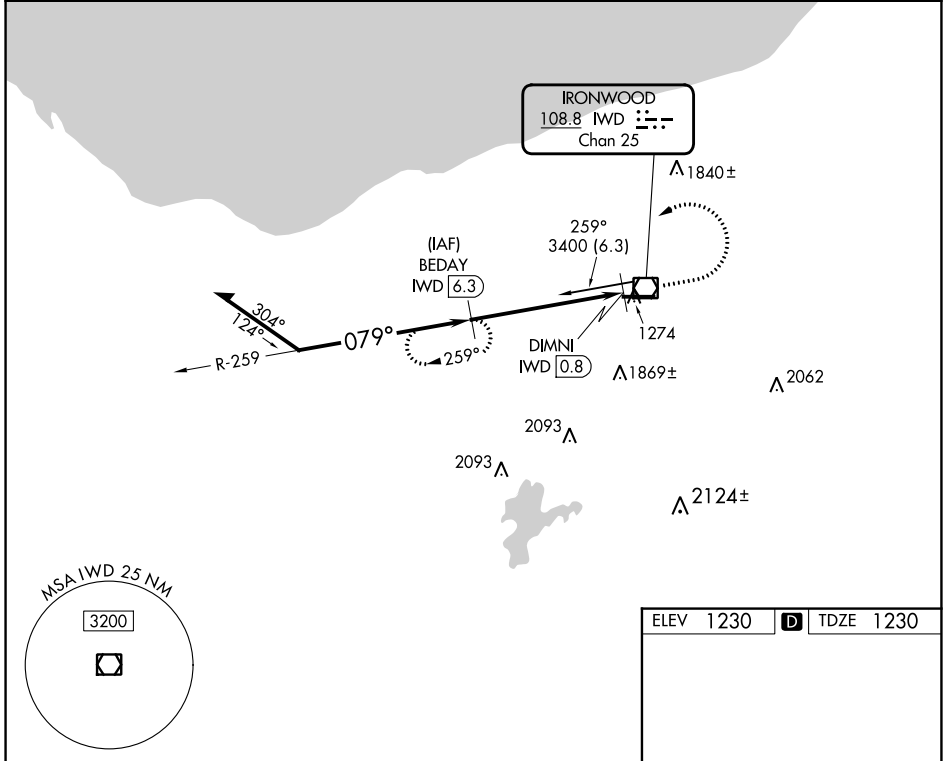 IRONWOOD
108.8 IWD
Chan 25
1840±
259°
3400 (6.3)
(IAF)
BEDAY
IWD 6.3
304°
124°
079°
R-259
259°
1274
DIMNI
IWD 0.8
1869±
2062
2093
2093
2124±
MSA IWD 25 NM
3200
ELEV 1230 D TDZE 1230